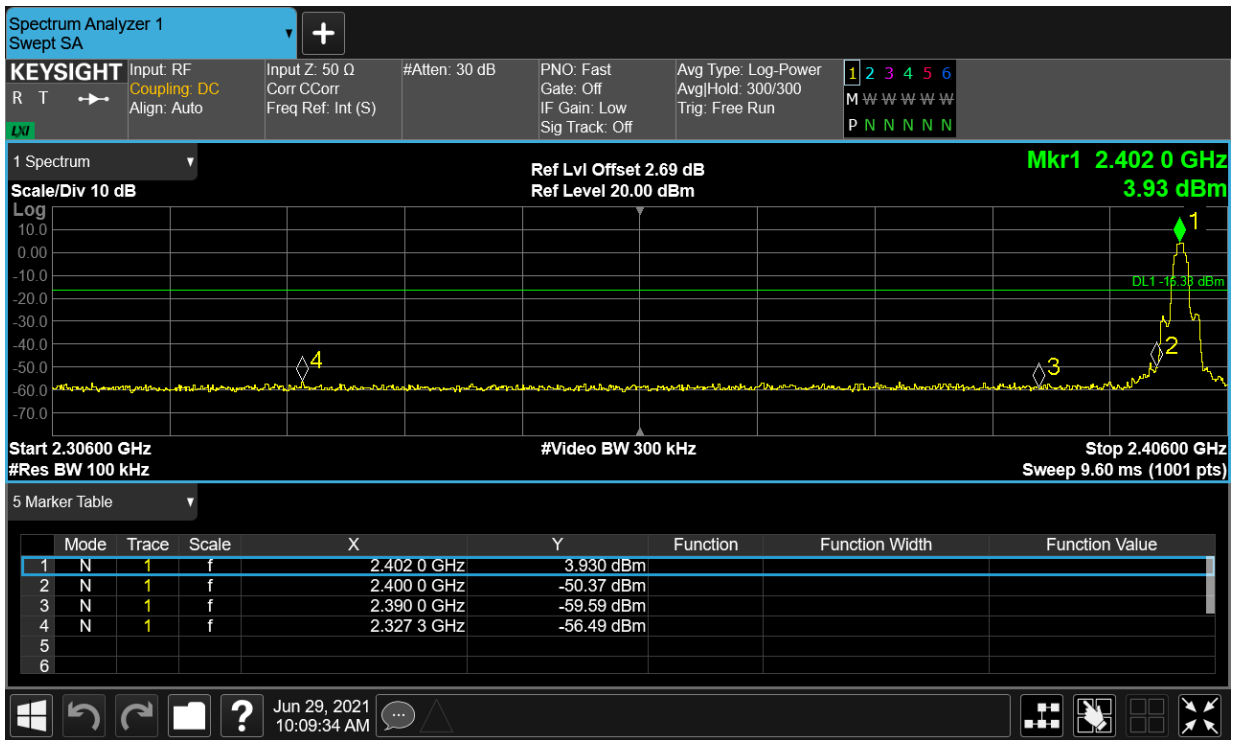 Spectrum Analyzer 1
Swept SA
KEYSIGHT Input: RF Input Z: 50 Ω #Atten: 30 dB PNO: Fast Avg Type: Log-Power 1 2 3 4 5 6
R T Coupling: DC Corr CCorr Gate: Off Avg|Hold: 300/300 M W W W W W
Align: Auto Freq Ref: Int (S) IF Gain: Low Trig: Free Run
LXI Sig Track: Off P N N N N N
1 Spectrum Ref Lvl Offset 2.69 dB Mkr1 2.402 0 GHz
Scale/Div 10 dB Ref Level 20.00 dBm 3.93 dBm
Log
1
10.0
0.00
-10.0
DL1 -16.33 dBm
-20.0
-30.0
-40.0
2
4
3
-50.0
-60.0
-70.0
Start 2.30600 GHz #Video BW 300 kHz Stop 2.40600 GHz
#Res BW 100 kHz Sweep 9.60 ms (1001 pts)
5 Marker Table
Mode Trace Scale X Y Function Function Width Function Value
1 N 1 f 2.402 0 GHz 3.930 dBm
2 N 1 f 2.400 0 GHz -50.37 dBm
3 N 1 f 2.390 0 GHz -59.59 dBm
4 N 1 f 2.327 3 GHz -56.49 dBm
5
6
? Jun 29, 2021
10:09:34 AM